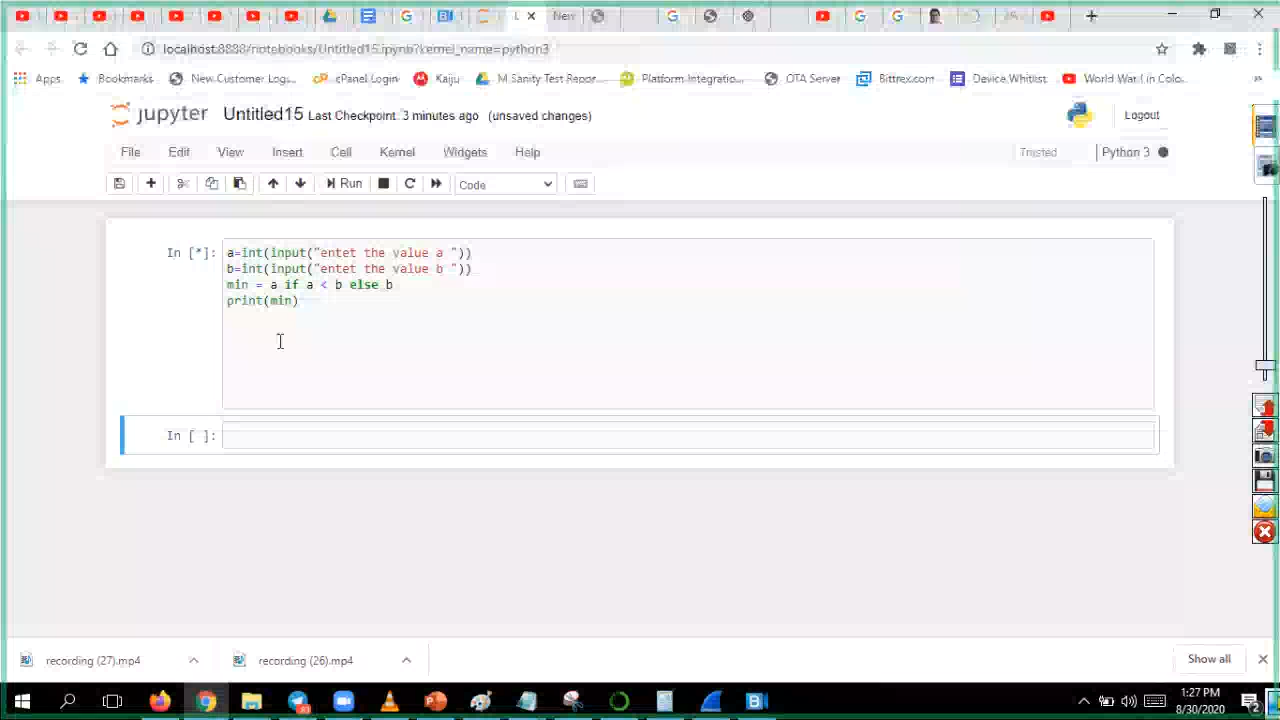 New
localhost:8888/notebooks/Untitled15.ipynb?kernel_name=python3
Apps Bookmarks New Customer Log... cPanel Login Kaiju M Sanity Test Repor... Platform Integratio... OTA Server Bittrex.com Device Whitlist World War I in Colo... »
jupyter Untitled15 Last Checkpoint: 3 minutes ago (unsaved changes) Logout
File Edit View Insert Cell Kernel Widgets Help Trusted Python 3
Run Code
In [*]: a=int(input("entet the value a "))
b=int(input("entet the value b "))
min = a if a < b else b
print(min)
In [ ]:
recording (27).mp4 recording (26).mp4 Show all
1:27 PM
8/30/2020 2